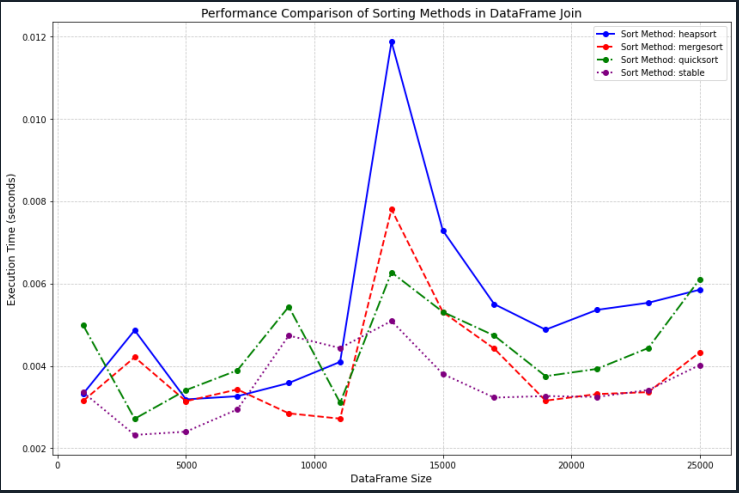 Performance Comparison of Sorting Methods in DataFrame Join
Sort Method: heapsort
Sort Method: mergesort
Sort Method: quicksort
Sort Method: stable
Execution Time (seconds)
0.012
0.010
0.008
0.006
0.004
0.002
0
5000
10000
15000
20000
25000
DataFrame Size